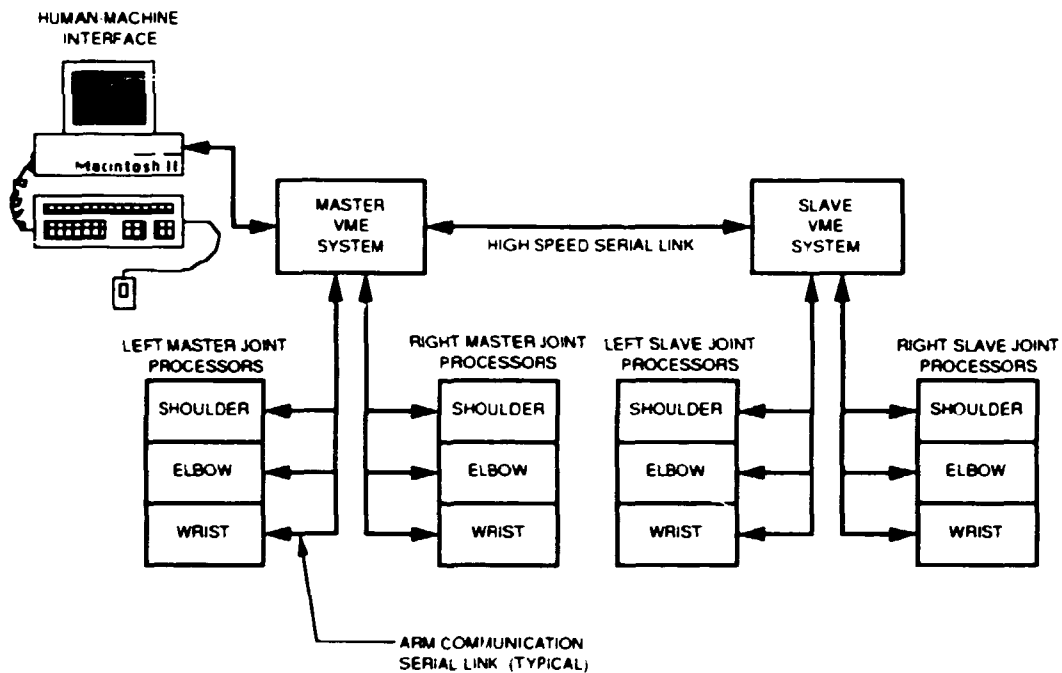 HUMAN-MACHINE
INTERFACE
Macintosh II
MASTER
VME
SYSTEM
HIGH SPEED SERIAL LINK
SLAVE
VME
SYSTEM
LEFT MASTER JOINT
PROCESSORS
SHOULDER
ELBOW
WRIST
RIGHT MASTER JOINT
PROCESSORS
SHOULDER
ELBOW
WRIST
LEFT SLAVE JOINT
PROCESSORS
SHOULDER
ELBOW
WRIST
RIGHT SLAVE JOINT
PROCESSORS
SHOULDER
ELBOW
WRIST
ARM COMMUNICATION
SERIAL LINK (TYPICAL)